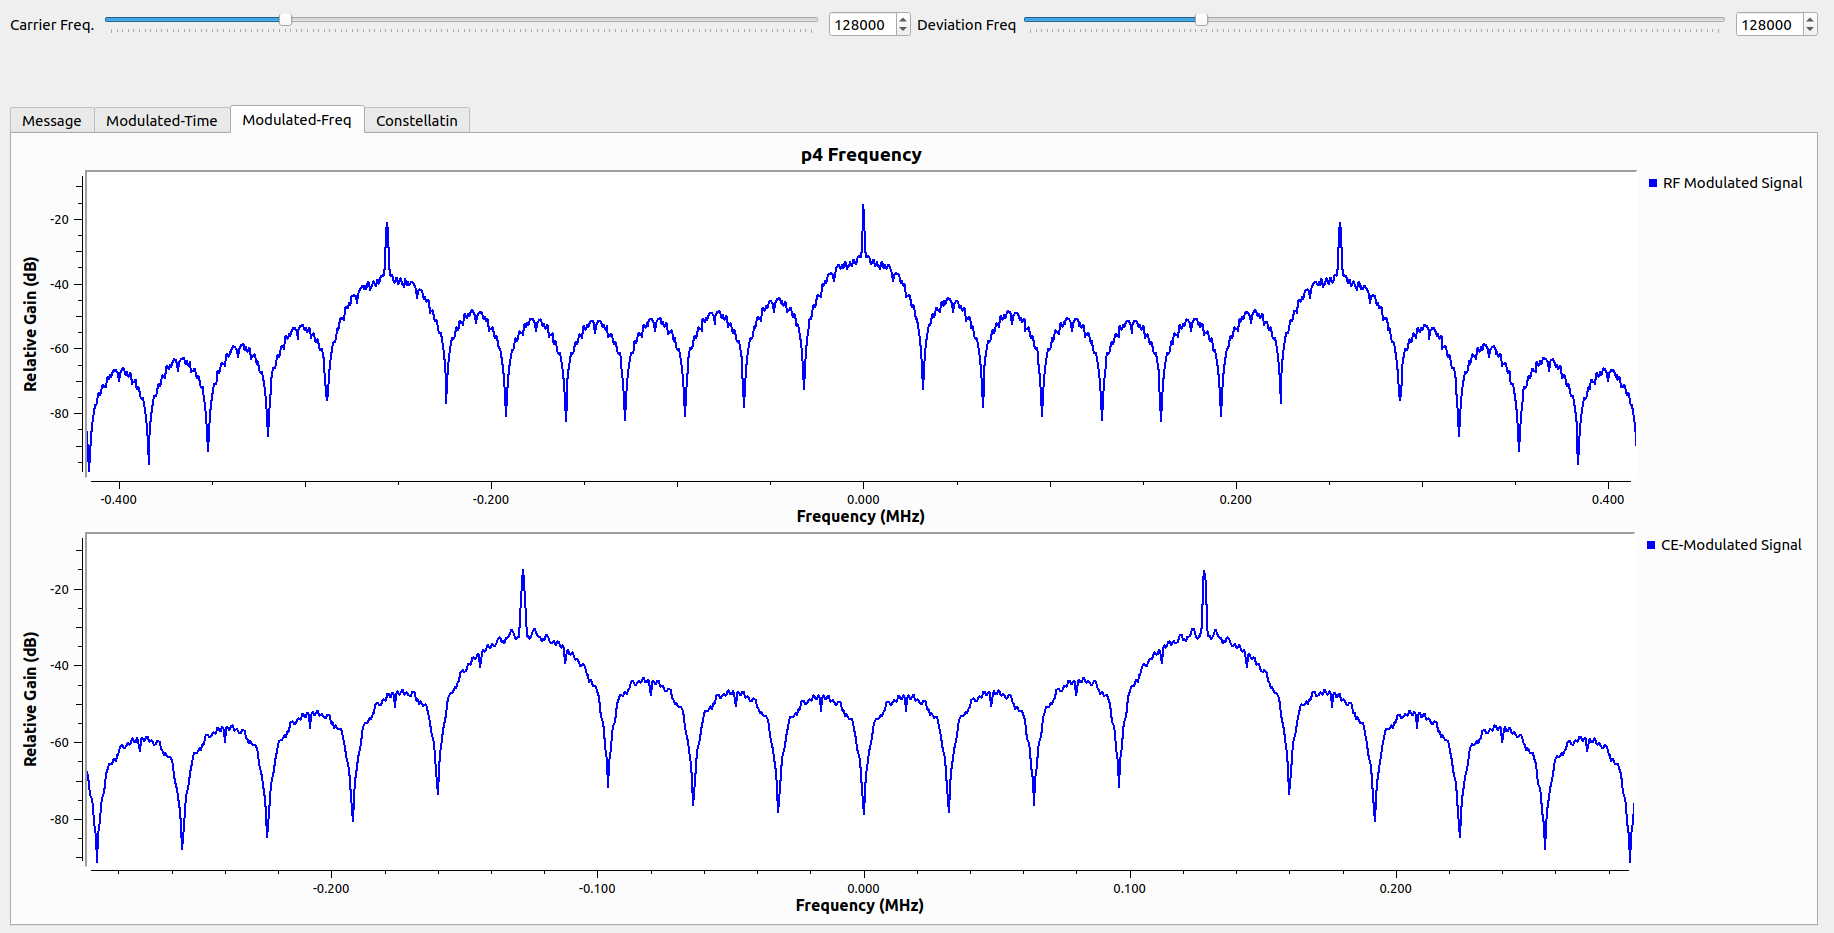 Carrier Freq. 128000 Deviation Freq 128000
Message Modulated-Time Modulated-Freq Constellatin
p4 Frequency
RF Modulated Signal
Relative Gain (dB)
-20
-40
-60
-80
-0.400 -0.200 0.000 0.200 0.400
Frequency (MHz)
CE-Modulated Signal
Relative Gain (dB)
-20
-40
-60
-80
-0.200 -0.100 0.000 0.100 0.200
Frequency (MHz)